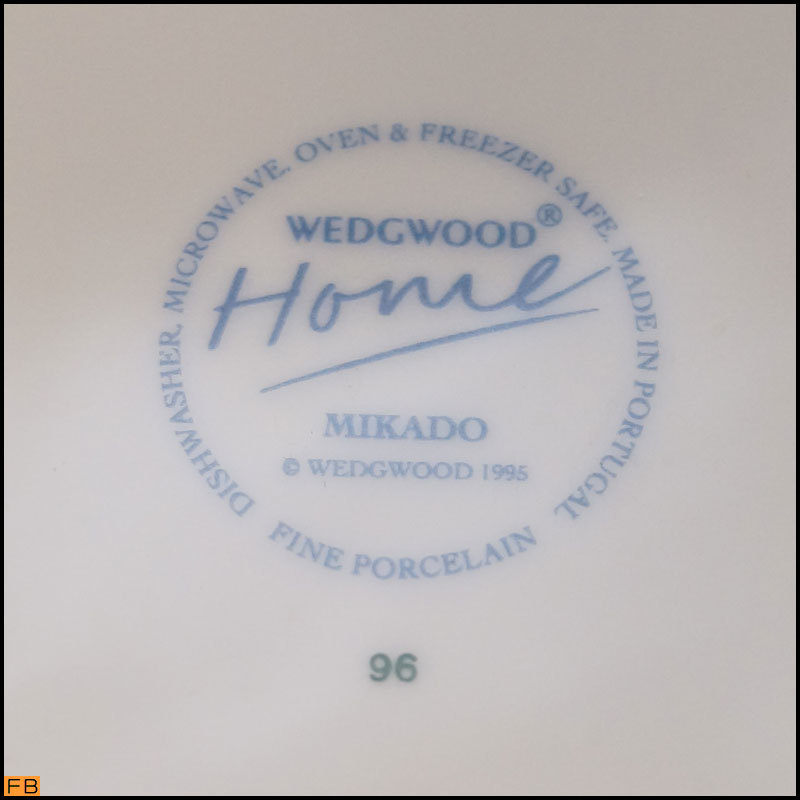 DISHWASHER, MICROWAVE, OVEN & FREEZER SAFE. MADE IN PORTUGAL
WEDGWOOD®
Home
MIKADO
© WEDGWOOD 1995
FINE PORCELAIN
96
FB